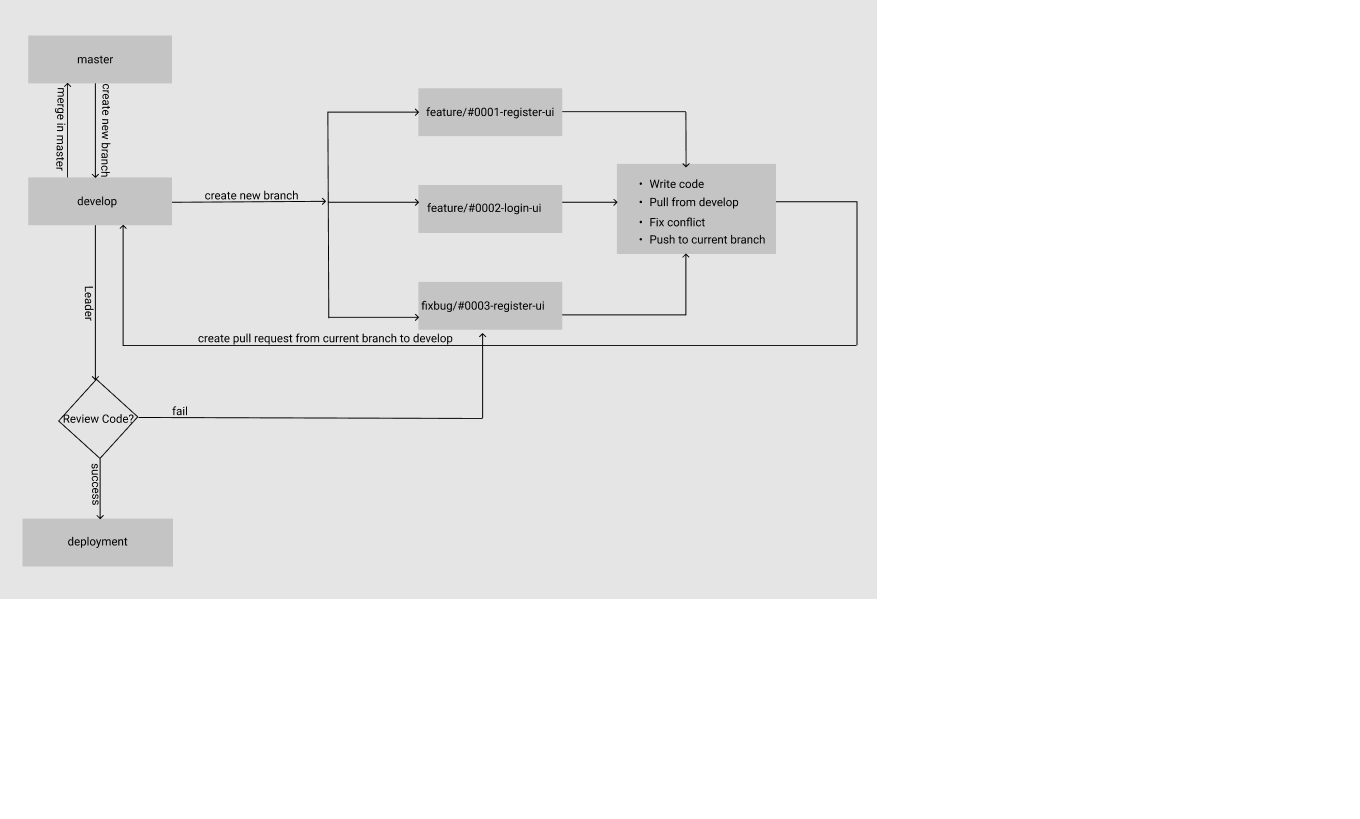 master
merge in master
create new branch
develop
create new branch
feature/#0001-register-ui
feature/#0002-login-ui
fixbug/#0003-register-ui
• Write code
• Pull from develop
• Fix conflict
• Push to current branch
create pull request from current branch to develop
Leader
Review Code?
fail
success
deployment